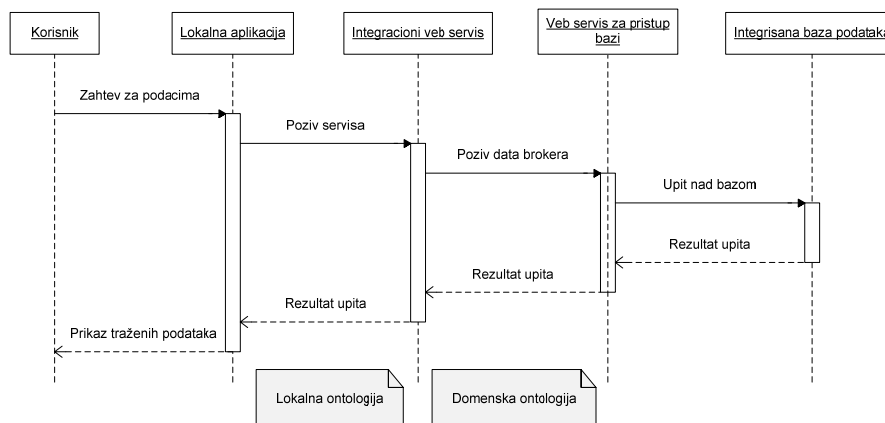 Korisnik
Lokalna aplikacija
Integracioni veb servis
Veb servis za pristup
bazi
Integrisana baza podataka
Zahtev za podacima
Poziv servisa
Poziv data brokera
Upit nad bazom
Rezultat upita
Rezultat upita
Rezultat upita
Prikaz traženih podataka
Lokalna ontologija
Domenska ontologija